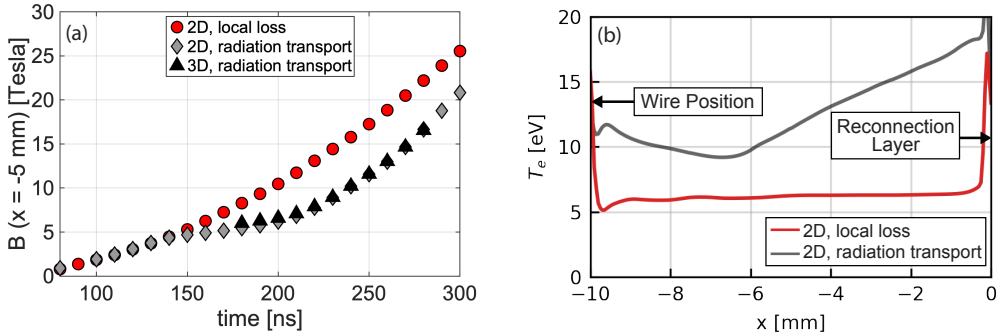 (a)
2D, local loss
2D, radiation transport
3D, radiation transport
B (x = -5 mm) [Tesla]
30
25
20
15
10
5
0
100
150
200
250
300
time [ns]
(b)
Wire Position
Reconnection
Layer
2D, local loss
2D, radiation transport
T_e [eV]
20
15
10
5
0
−10
−8
−6
−4
−2
0
x [mm]